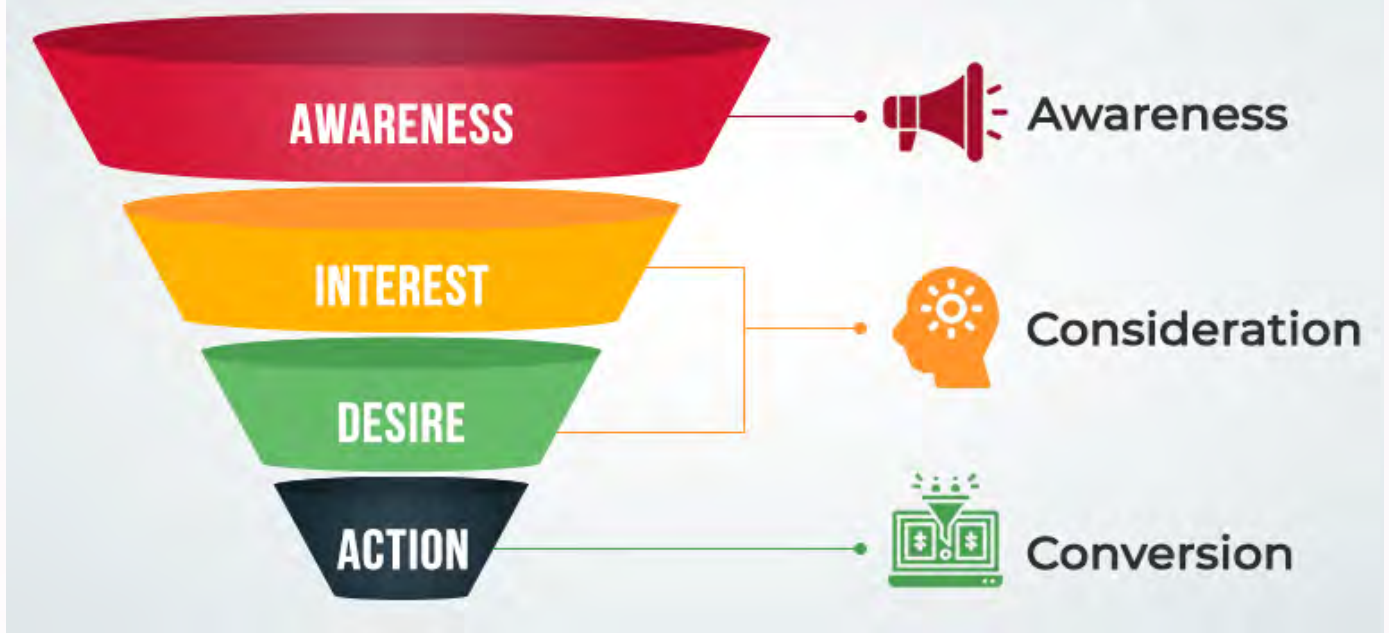 AWARENESS
Awareness
INTEREST
Consideration
DESIRE
ACTION
Conversion
$ $